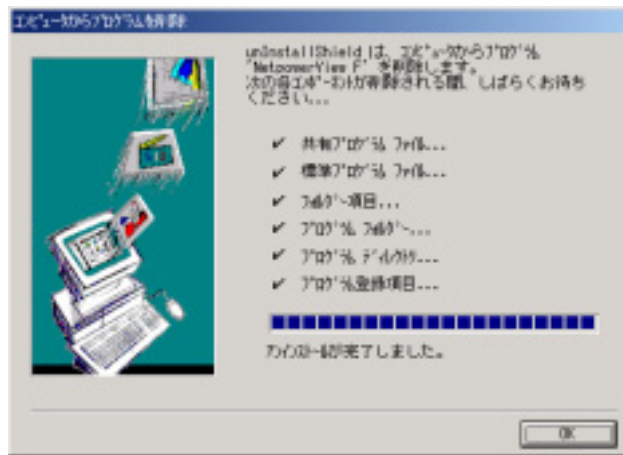 コンピュータからプログラムを削除
unInstallShield は、コンピュータからプログラム
'NetpowerView F' を削除します。
次の各コンポーネントが削除される間、しばらくお待ち
ください...
共有プログラム ファイル...
標準プログラム ファイル...
フォルダー項目...
プログラム フォルダー...
プログラム ディレクトリ...
プログラム登録項目...
アンインストールが完了しました。
OK